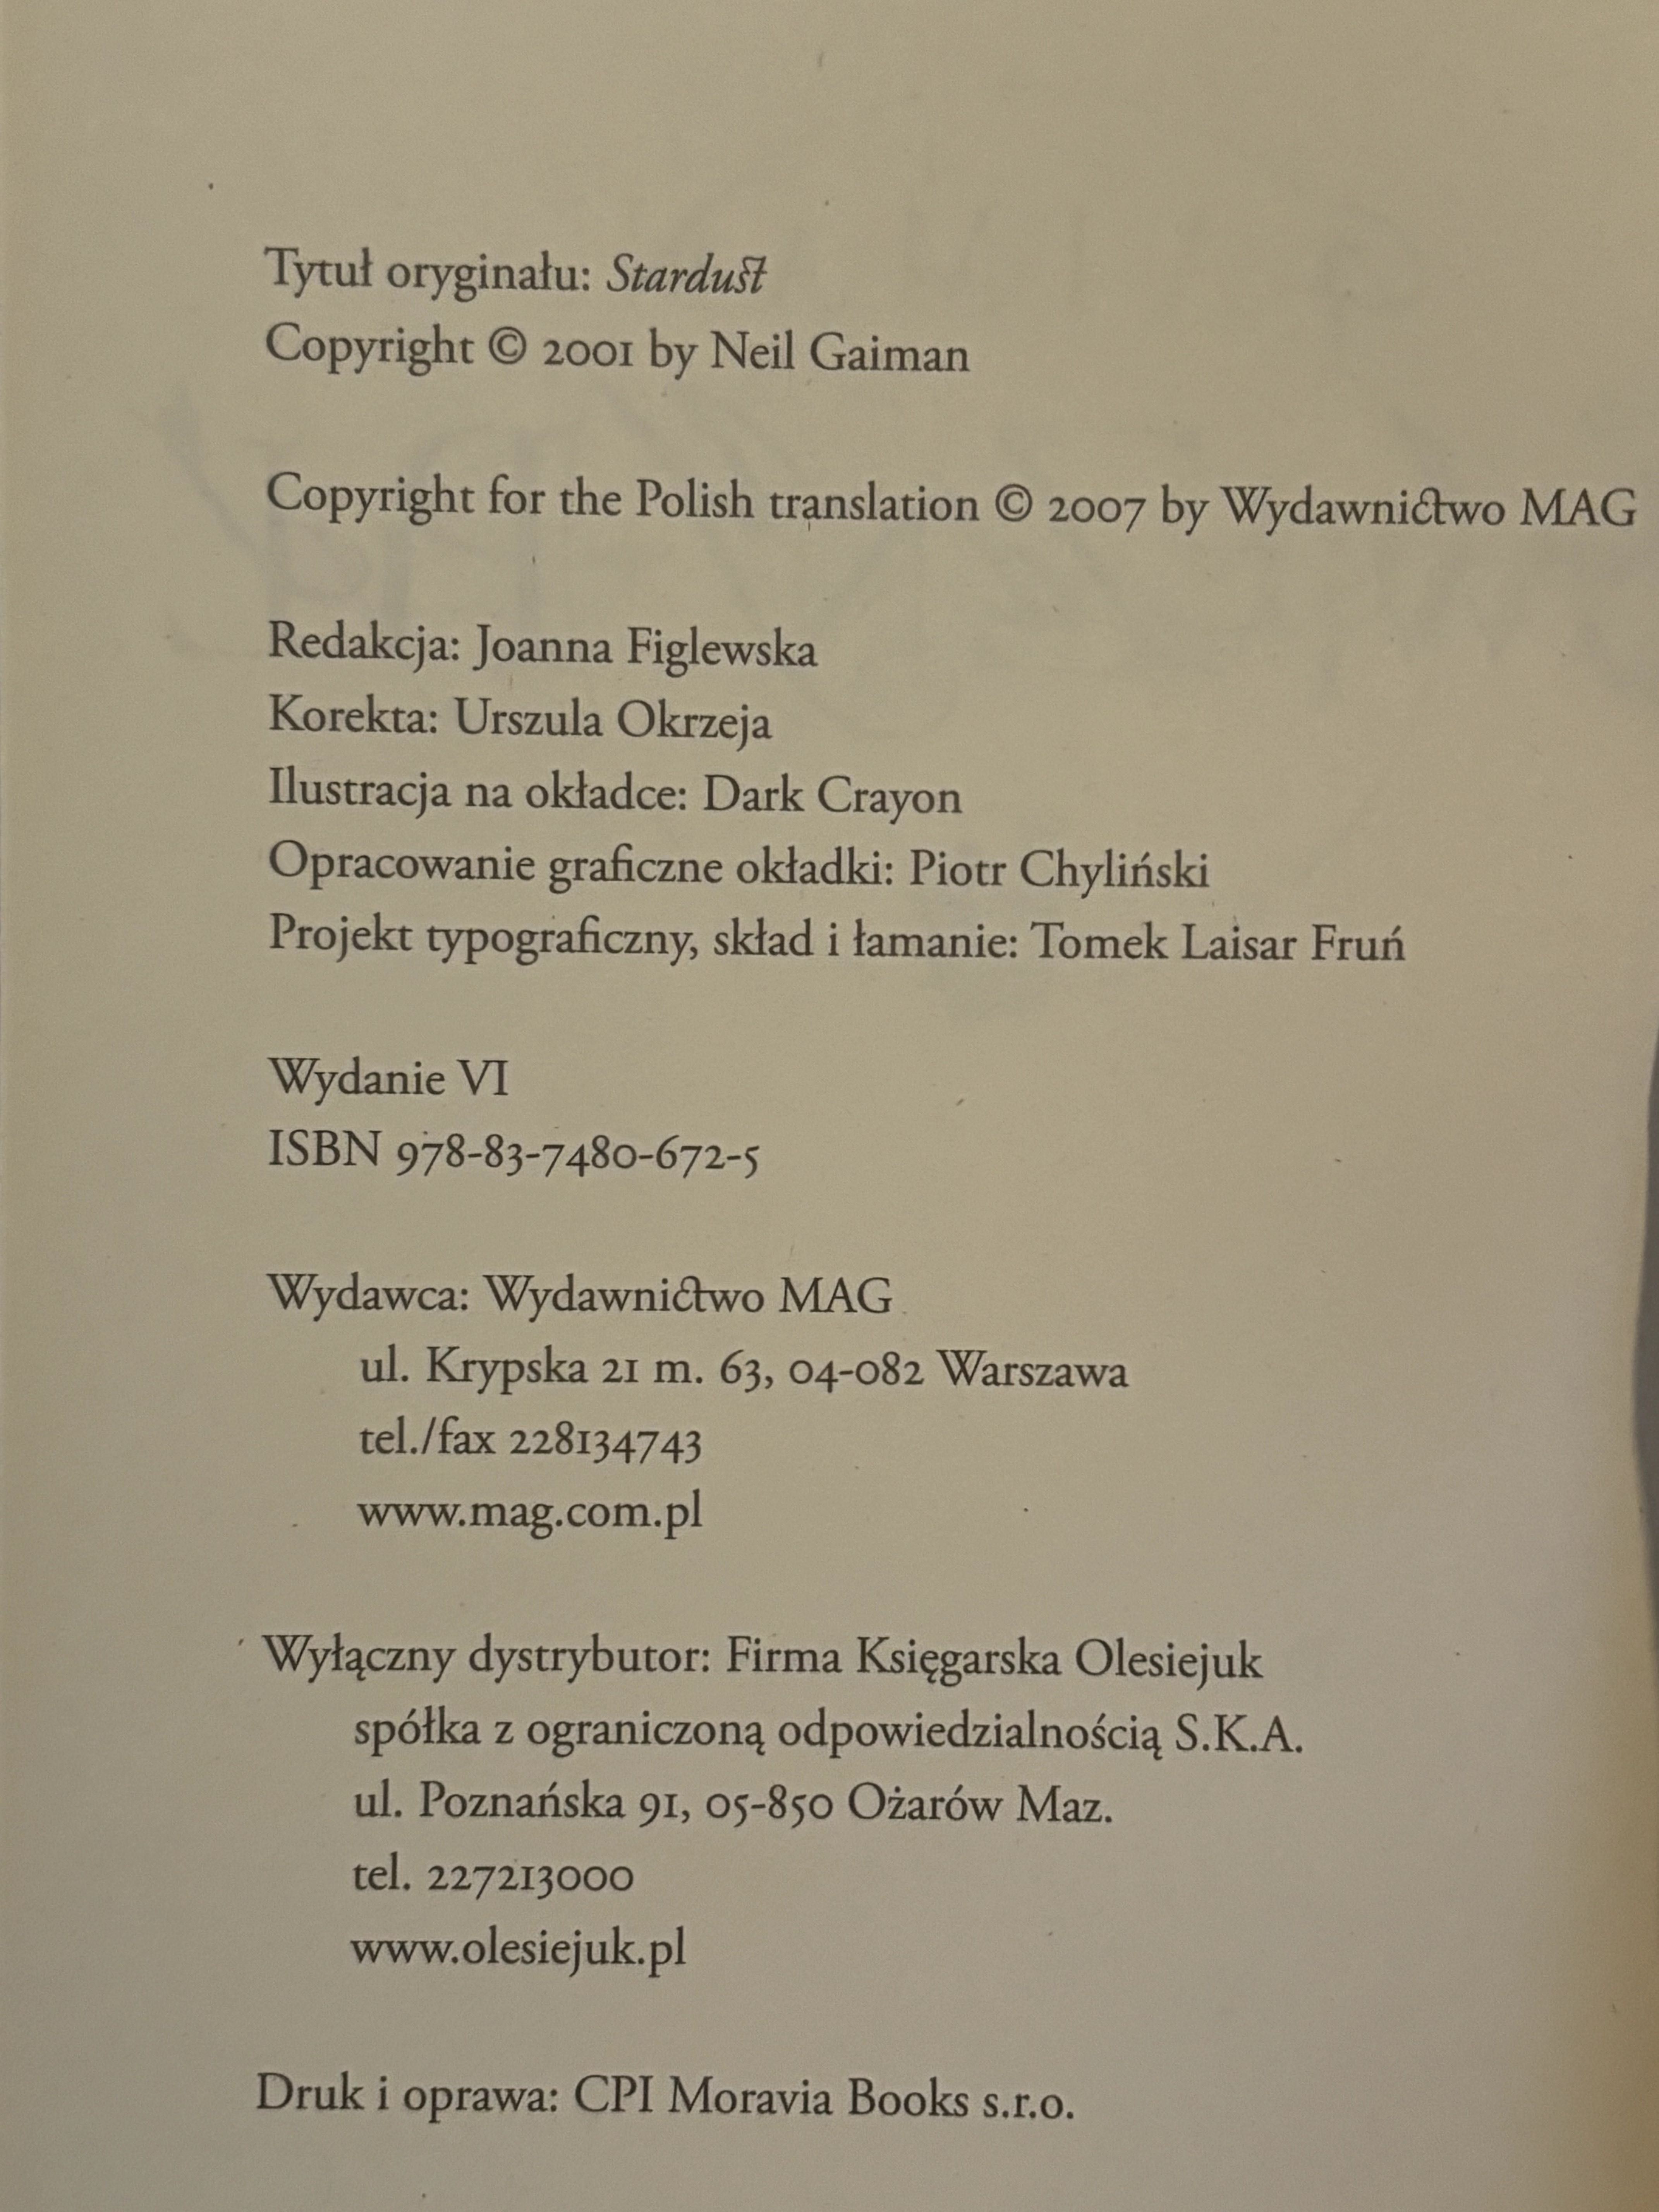 Tytuł oryginału: Stardust
Copyright © 2001 by Neil Gaiman
Copyright for the Polish translation © 2007 by Wydawnictwo MAG
Redakcja: Joanna Figlewska
Korekta: Urszula Okrzeja
Ilustracja na okładce: Dark Crayon
Opracowanie graficzne okładki: Piotr Chyliński
Projekt typograficzny, skład i łamanie: Tomek Laisar Fruń
Wydanie VI
ISBN 978-83-7480-672-5
Wydawca: Wydawnictwo MAG
ul. Krypska 21 m. 63, 04-082 Warszawa
tel./fax 228134743
www.mag.com.pl
Wyłączny dystrybutor: Firma Księgarska Olesiejuk
spółka z ograniczoną odpowiedzialnością S.K.A.
ul. Poznańska 91, 05-850 Ożarów Maz.
tel. 227213000
www.olesiejuk.pl
Druk i oprawa: CPI Moravia Books s.r.o.